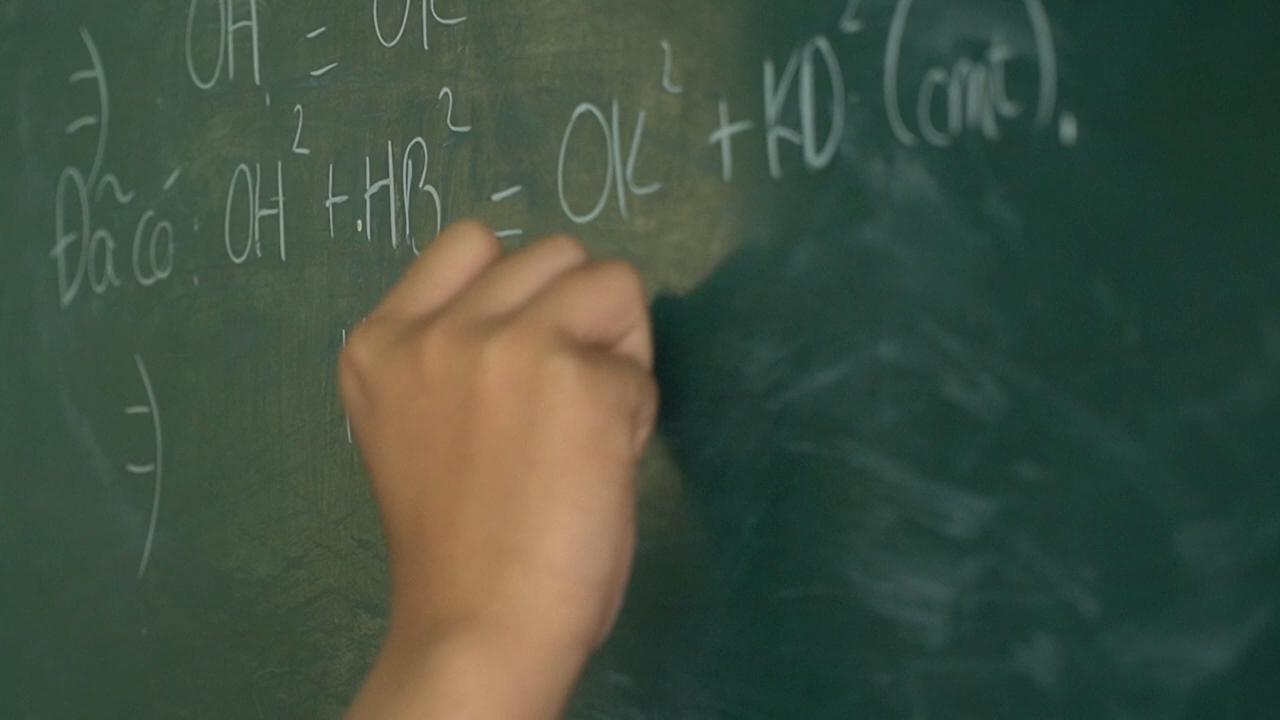 =) OH = OK
Đã có: OH² + HB² = OK² + KD² (cmt).
=)